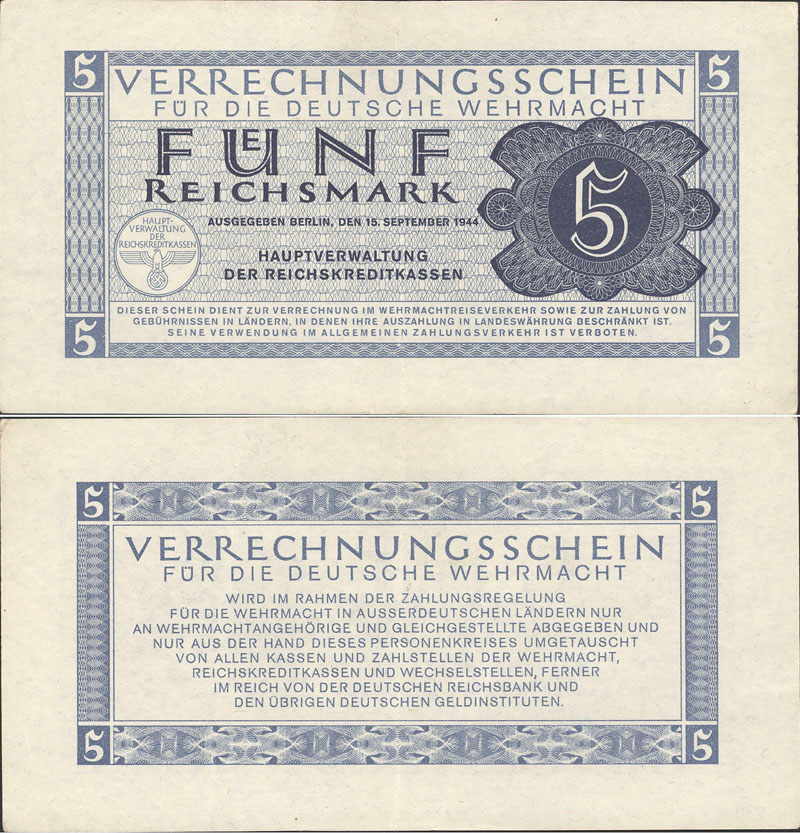 5 5
VERRECHNUNGSSCHEIN
FÜR DIE DEUTSCHE WEHRMACHT
FÜNF
REICHSMARK
5
AUSGEGEBEN BERLIN, DEN 15. SEPTEMBER 1944
HAUPT-
VERWALTUNG
DER
REICHSKREDITKASSEN
HAUPTVERWALTUNG
DER REICHSKREDITKASSEN
DIESER SCHEIN DIENT ZUR VERRECHNUNG IM WEHRMACHTREISEVERKEHR SOWIE ZUR ZAHLUNG VON
GEBÜHRNISSEN IN LÄNDERN, IN DENEN IHRE AUSZAHLUNG IN LANDESWÄHRUNG BESCHRÄNKT IST.
SEINE VERWENDUNG IM ALLGEMEINEN ZAHLUNGSVERKEHR IST VERBOTEN.
5 5
5 5
VERRECHNUNGSSCHEIN
FÜR DIE DEUTSCHE WEHRMACHT
WIRD IM RAHMEN DER ZAHLUNGSREGELUNG
FÜR DIE WEHRMACHT IN AUSSERDEUTSCHEN LÄNDERN NUR
AN WEHRMACHTANGEHÖRIGE UND GLEICHGESTELLTE ABGEGEBEN UND
NUR AUS DER HAND DIESES PERSONENKREISES UMGETAUSCHT
VON ALLEN KASSEN UND ZAHLSTELLEN DER WEHRMACHT,
REICHSKREDITKASSEN UND WECHSELSTELLEN, FERNER
IM REICH VON DER DEUTSCHEN REICHSBANK UND
DEN ÜBRIGEN DEUTSCHEN GELDINSTITUTEN.
5 5